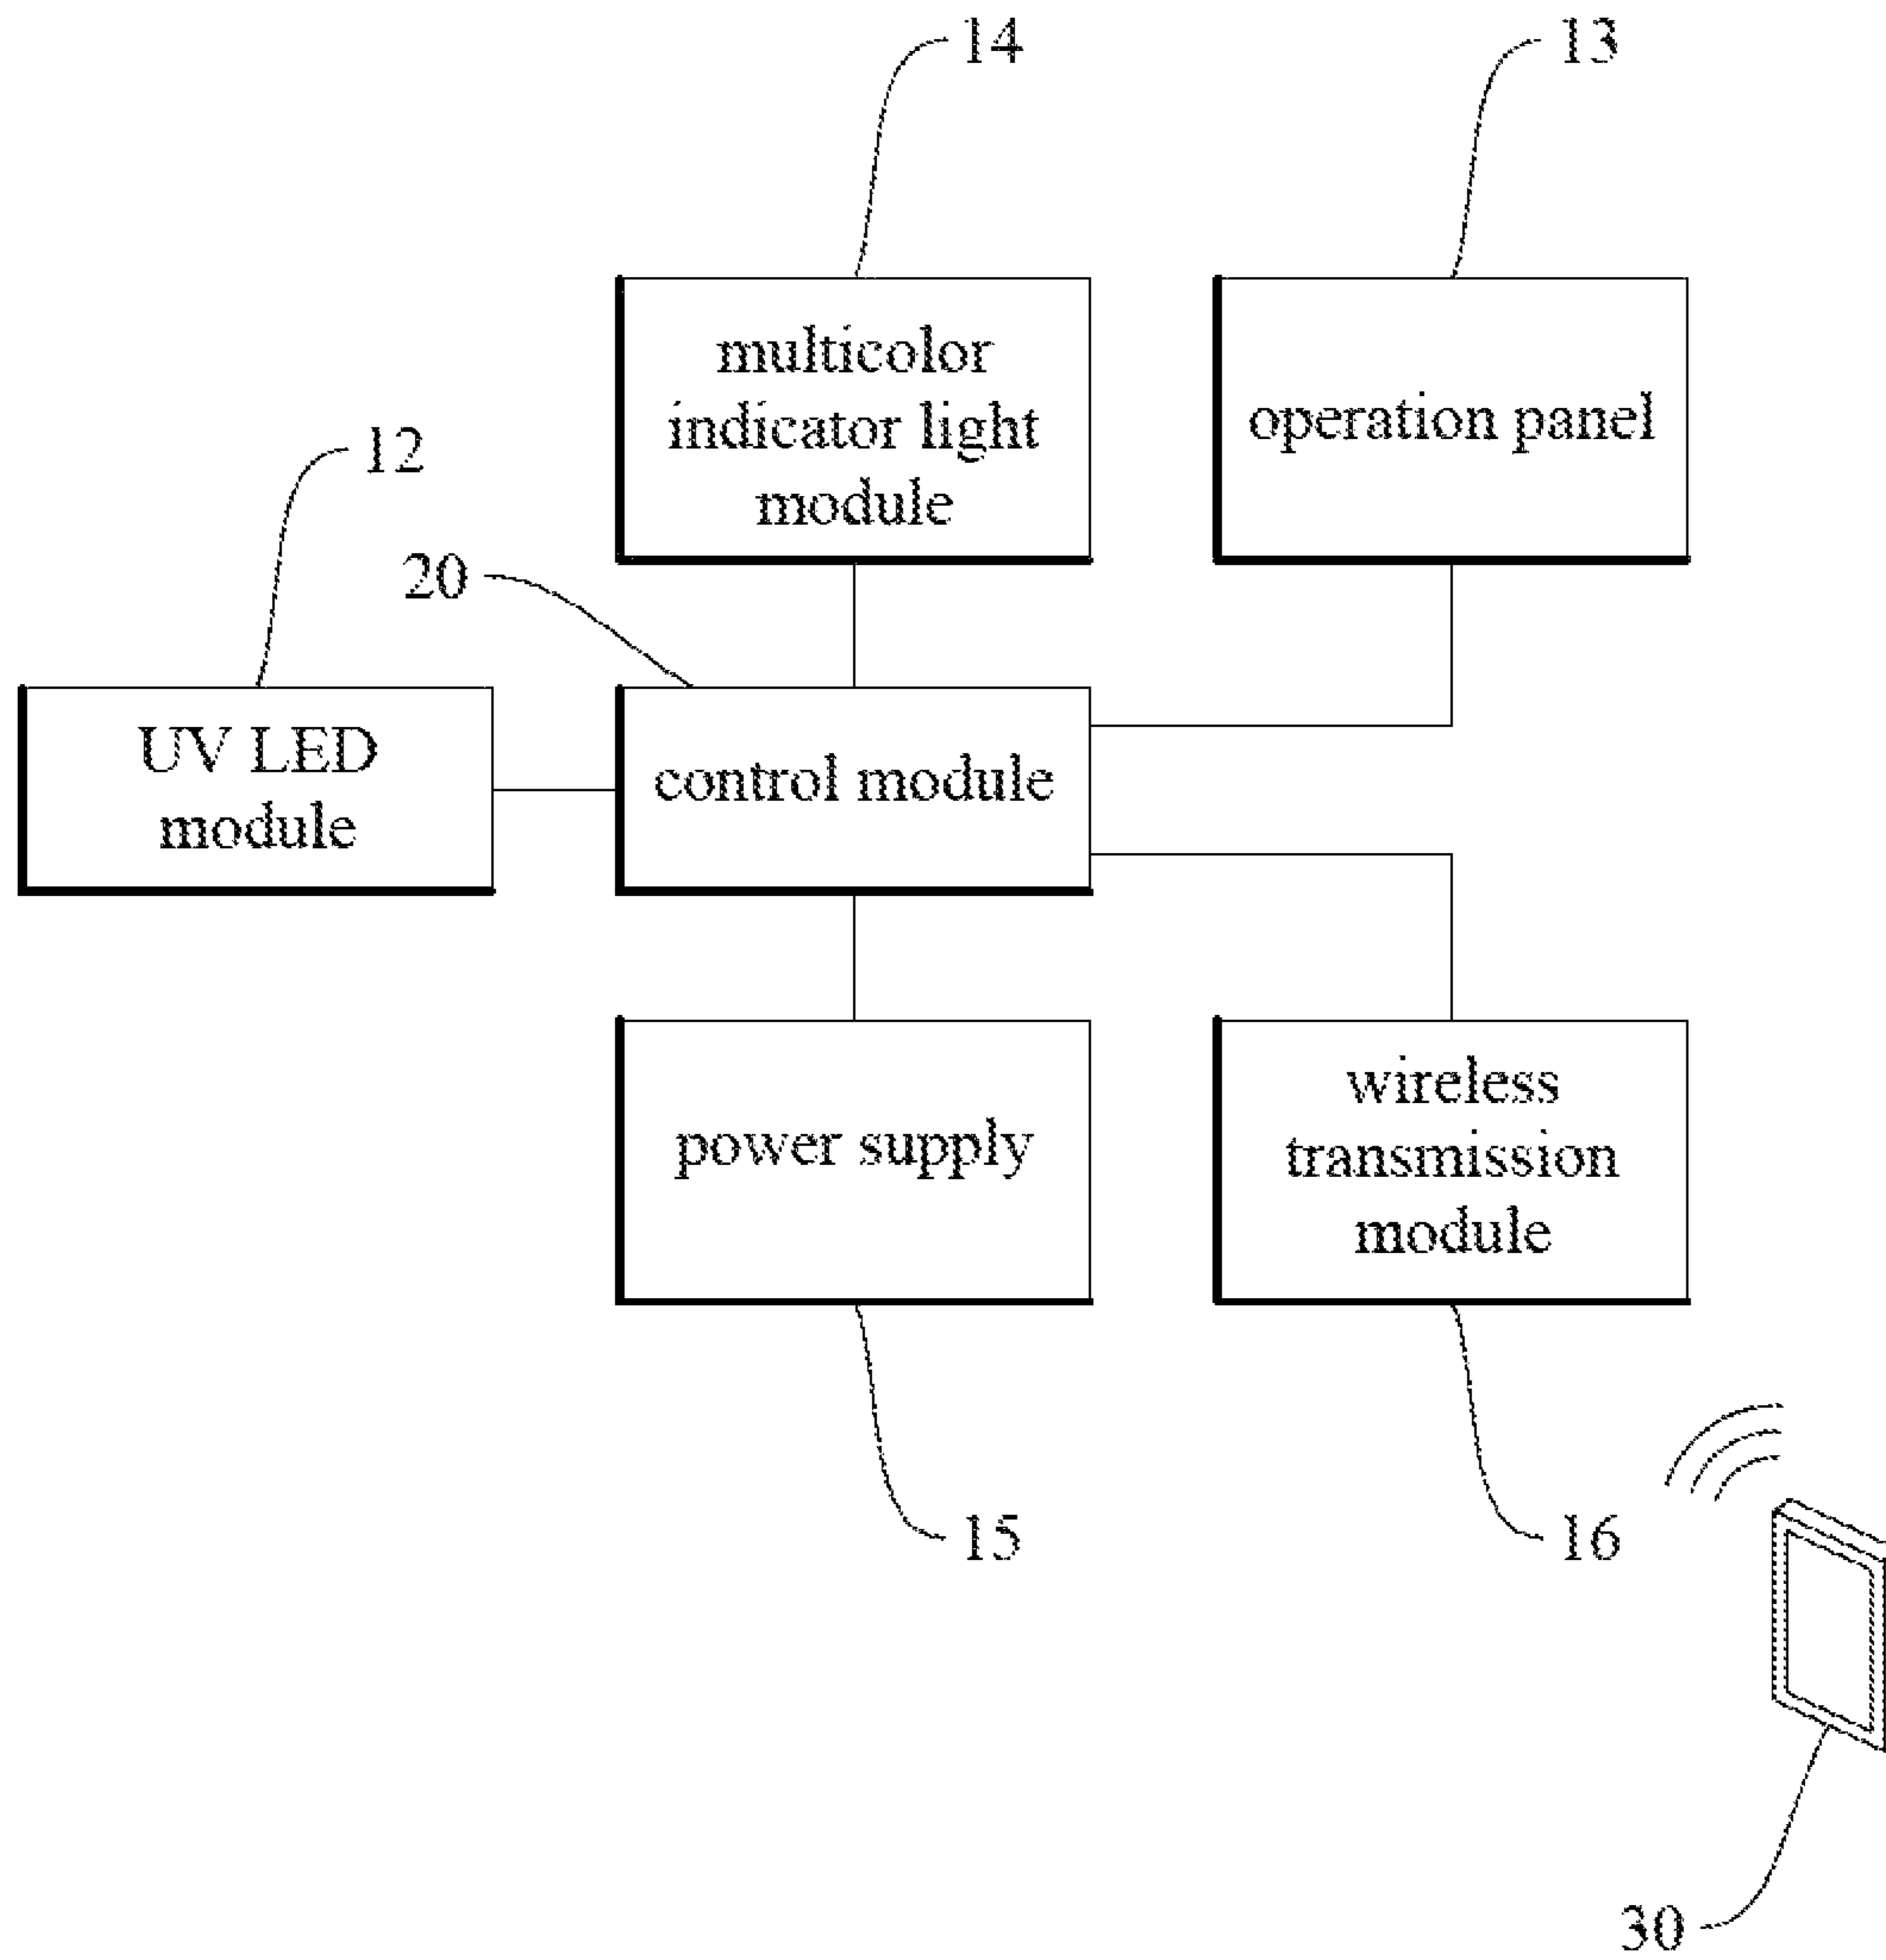 14
13
multicolor
indicator light
module
operation panel
12
20
UV LED
module
control module
power supply
wireless
transmission
module
15
16
30